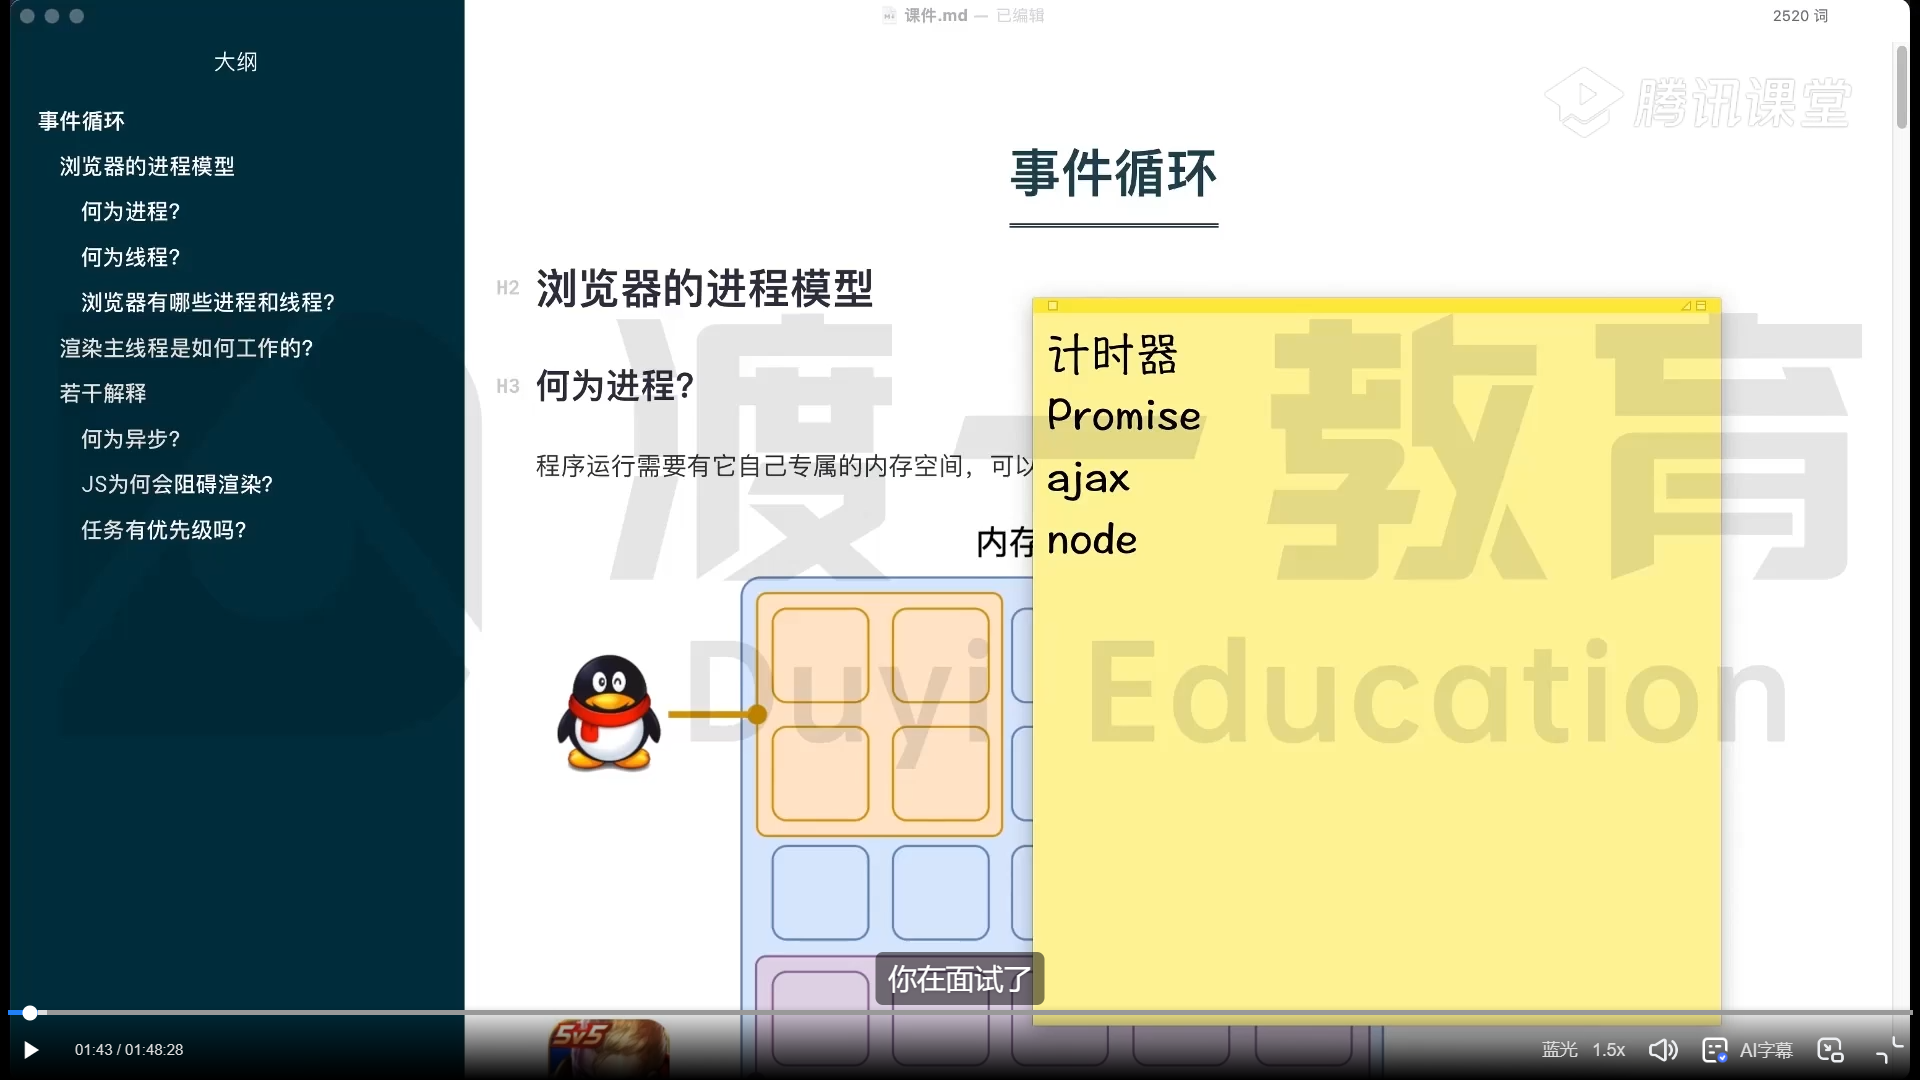 课件.md — 已编辑
2520 词
大纲
事件循环
浏览器的进程模型
何为进程?
何为线程?
浏览器有哪些进程和线程?
渲染主线程是如何工作的?
若干解释
何为异步?
JS为何会阻碍渲染?
任务有优先级吗?
腾讯课堂
事件循环
H2 浏览器的进程模型
H3 何为进程?
程序运行需要有它自己专属的内存空间，可以
内存
计时器
Promise
ajax
node
渡一教育
Duyi Education
5v5
你在面试了
01:43 / 01:48:28
蓝光 1.5x AI字幕